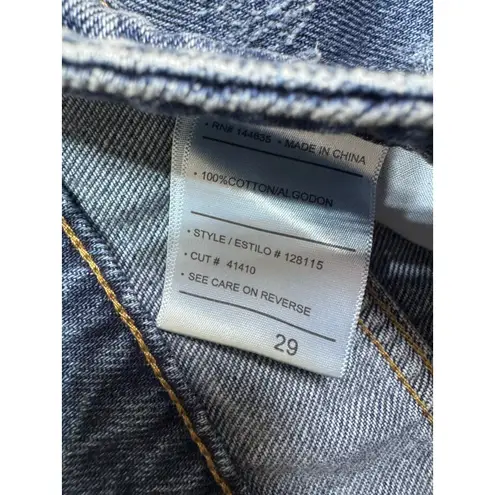 • RN# 144835 • MADE IN CHINA
• 100%COTTON/ALGODON
• STYLE / ESTILO # 128115
• CUT # 41410
• SEE CARE ON REVERSE
29